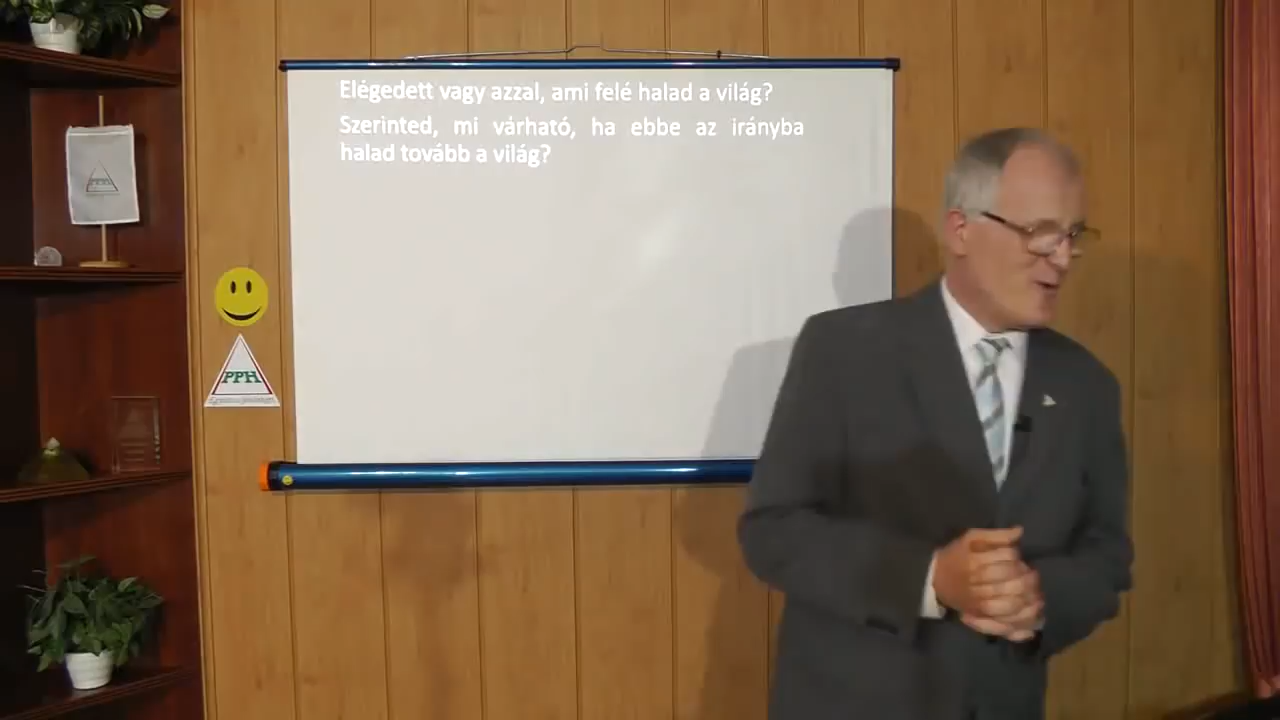 Elégedett vagy azzal, ami felé halad a világ?
Szerinted, mi várható, ha ebbe az irányba
halad tovább a világ?
PPH